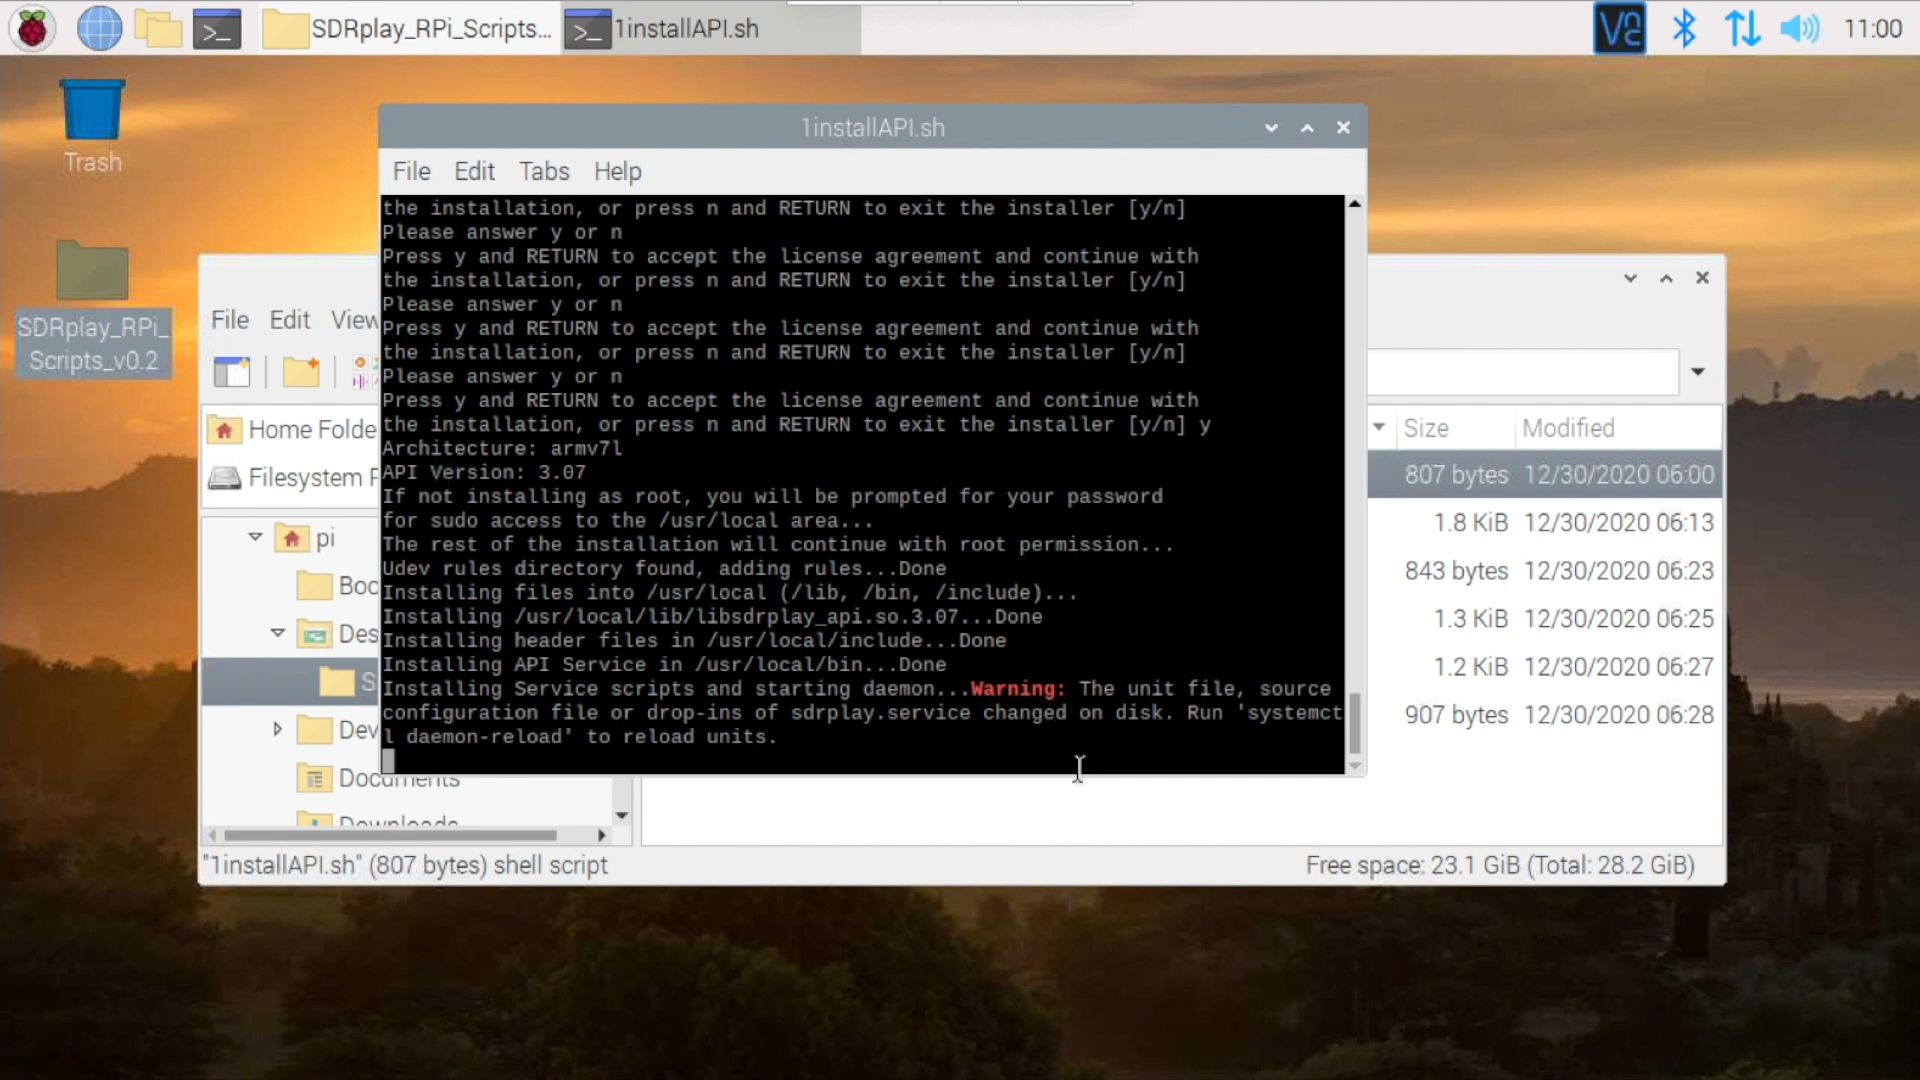 SDRplay_RPi_Scripts...
1installAPI.sh
11:00
Trash
SDRplay_RPi_
Scripts_v0.2
1installAPI.sh
File Edit Tabs Help
the installation, or press n and RETURN to exit the installer [y/n]
Please answer y or n
Press y and RETURN to accept the license agreement and continue with
the installation, or press n and RETURN to exit the installer [y/n]
Please answer y or n
Press y and RETURN to accept the license agreement and continue with
the installation, or press n and RETURN to exit the installer [y/n]
Please answer y or n
Press y and RETURN to accept the license agreement and continue with
the installation, or press n and RETURN to exit the installer [y/n] y
Architecture: armv7l
API Version: 3.07
If not installing as root, you will be prompted for your password
for sudo access to the /usr/local area...
The rest of the installation will continue with root permission...
Udev rules directory found, adding rules...Done
Installing files into /usr/local (/lib, /bin, /include)...
Installing /usr/local/lib/libsdrplay_api.so.3.07...Done
Installing header files in /usr/local/include...Done
Installing API Service in /usr/local/bin...Done
Installing Service scripts and starting daemon...Warning: The unit file, source
configuration file or drop-ins of sdrplay.service changed on disk. Run 'systemct
l daemon-reload' to reload units.
File Edit View
Home Folde
Filesystem
pi
Boo
Des
S
Dev
Documents
Downloads
Size Modified
807 bytes 12/30/2020 06:00
1.8 KiB 12/30/2020 06:13
843 bytes 12/30/2020 06:23
1.3 KiB 12/30/2020 06:25
1.2 KiB 12/30/2020 06:27
907 bytes 12/30/2020 06:28
"1installAPI.sh" (807 bytes) shell script
Free space: 23.1 GiB (Total: 28.2 GiB)